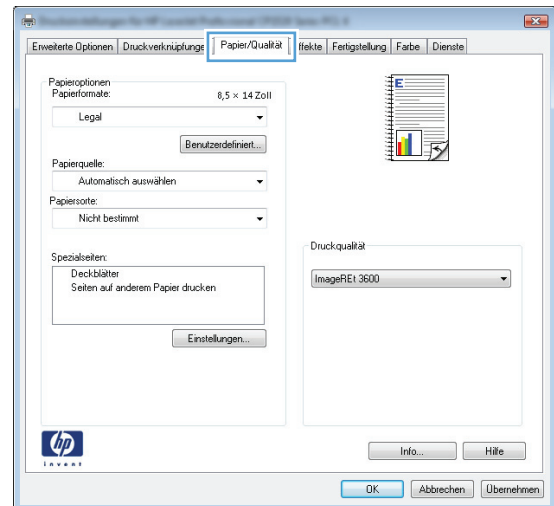 Erweiterte Optionen Druckverknüpfunge Papier/Qualität ffekte Fertigstellung Farbe Dienste
Papieroptionen
Papierformate: 8,5 × 14 Zoll
Legal
Benutzerdefiniert...
Papierquelle:
Automatisch auswählen
Papiersorte:
Nicht bestimmt
Spezialseiten:
Deckblätter
Seiten auf anderem Papier drucken
Einstellungen...
E
Druckqualität
ImageREt 3600
hp
invent
Info... Hilfe
OK Abbrechen Übernehmen